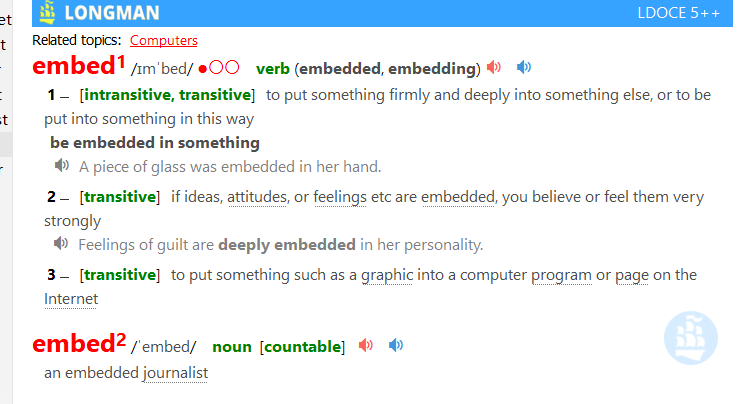 LONGMAN
LDOCE 5++
et
Related topics: Computers
t
embed1 /ɪmˈbed/ ●○○ verb (embedded, embedding)
1 – [intransitive, transitive] to put something firmly and deeply into something else, or to be
t
put into something in this way
st
be embedded in something
A piece of glass was embedded in her hand.
r
2 – [transitive] if ideas, attitudes, or feelings etc are embedded, you believe or feel them very
strongly
Feelings of guilt are deeply embedded in her personality.
3 – [transitive] to put something such as a graphic into a computer program or page on the
Internet
embed2 /ˈembed/ noun [countable]
an embedded journalist